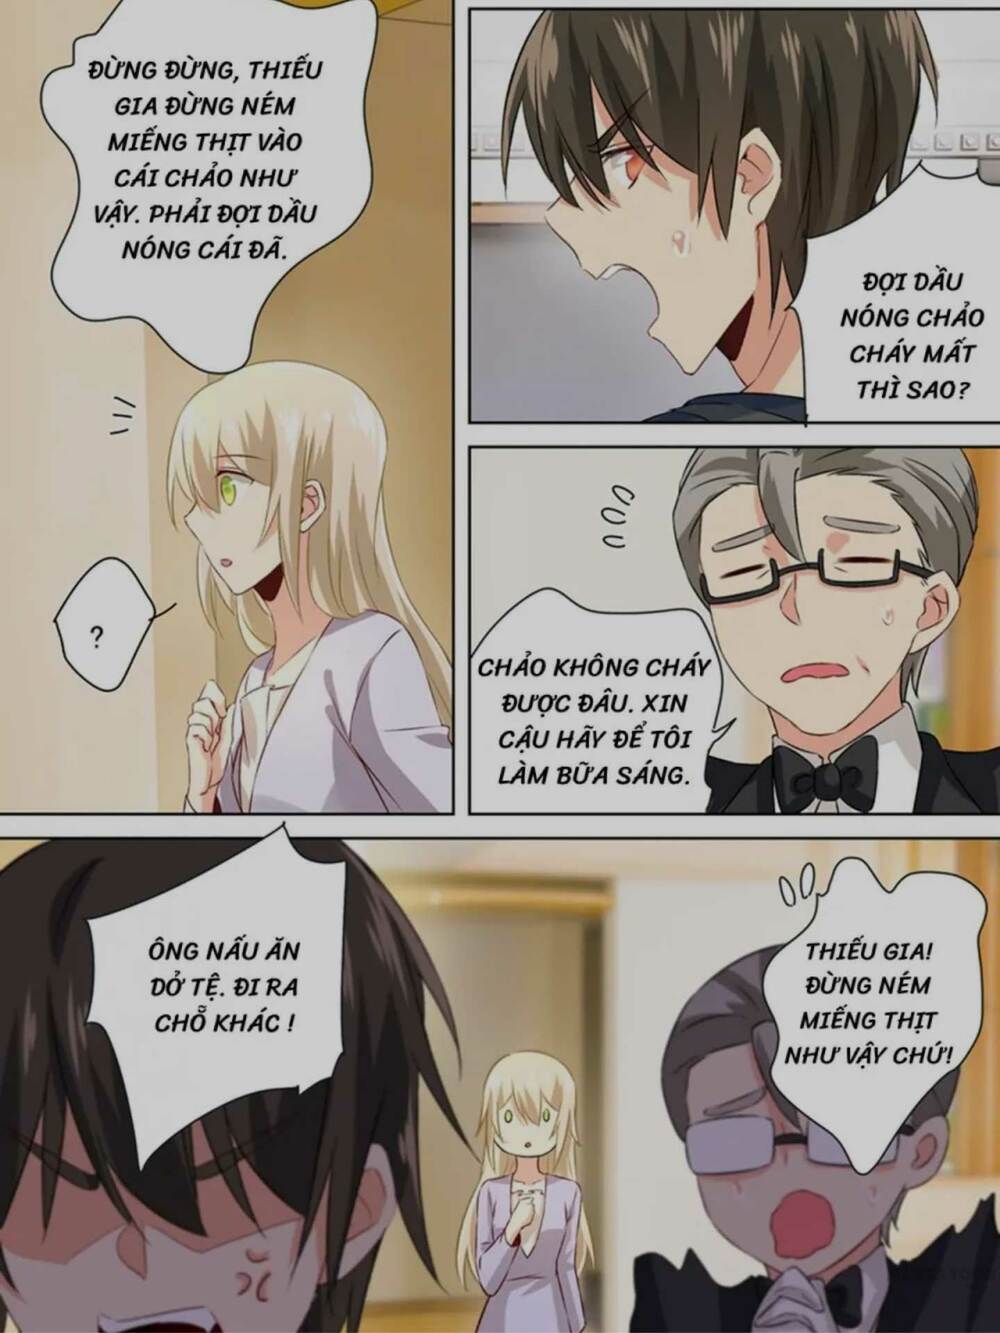 ĐỪNG ĐỪNG, THIẾU
GIA ĐỪNG NÉM
MIẾNG THỊT VÀO
CÁI CHẢO NHƯ
VẬY. PHẢI ĐỢI DẦU
NÓNG CÁI ĐÃ.
ĐỢI DẦU
NÓNG CHẢO
CHÁY MẤT
THÌ SAO?
?
CHẢO KHÔNG CHÁY
ĐƯỢC ĐÂU. XIN
CẬU HÃY ĐỂ TÔI
LÀM BỮA SÁNG.
ÔNG NẤU ĂN
DỞ TỆ. ĐI RA
CHỖ KHÁC !
THIẾU GIA!
ĐỪNG NÉM
MIẾNG THỊT
NHƯ VẬY CHỨ!